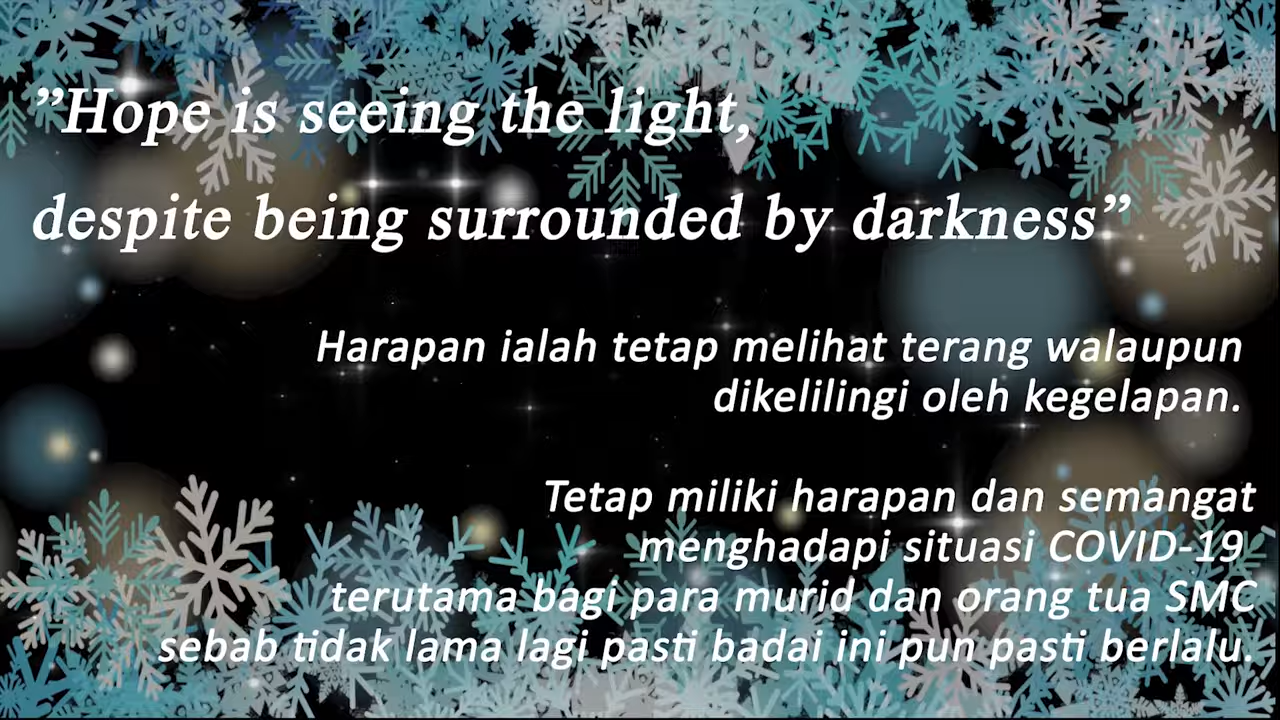 ”Hope is seeing the light,
despite being surrounded by darkness”
Harapan ialah tetap melihat terang walaupun
dikelilingi oleh kegelapan.
Tetap miliki harapan dan semangat
menghadapi situasi COVID-19
terutama bagi para murid dan orang tua SMC
sebab tidak lama lagi pasti badai ini pun pasti berlalu.